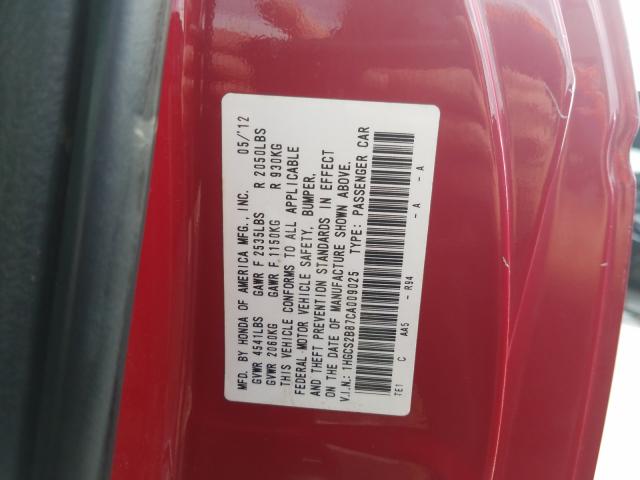 MFD. BY HONDA OF AMERICA MFG., INC. 05/'12
GVWR 4541LBS GAWR F 2535LBS R 2050LBS
GVWR 2060KG GAWR F 1150KG R 930KG
THIS VEHICLE CONFORMS TO ALL APPLICABLE
FEDERAL MOTOR VEHICLE SAFETY, BUMPER,
AND THEFT PREVENTION STANDARDS IN EFFECT
ON THE DATE OF MANUFACTURE SHOWN ABOVE.
V.I.N.: 1HGCS2B87CA009025 TYPE: PASSENGER CAR
TE1 C AA5 - R94 - A - A